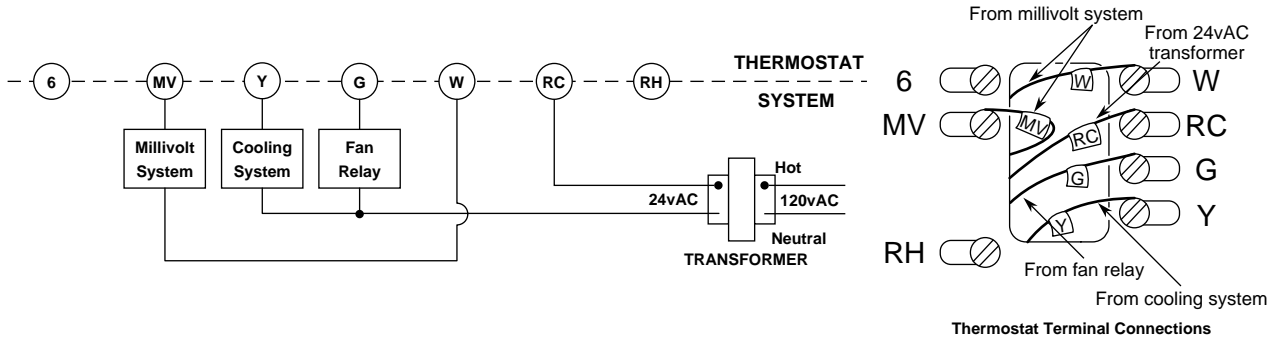 6 MV Y G W RC RH THERMOSTAT
SYSTEM
Millivolt
System
Cooling
System
Fan
Relay
Hot
24vAC 120vAC
Neutral
TRANSFORMER
From millivolt system
From 24vAC
transformer
6 W W
MV MV RC RC
G G
Y Y
RH
From fan relay
From cooling system
Thermostat Terminal Connections